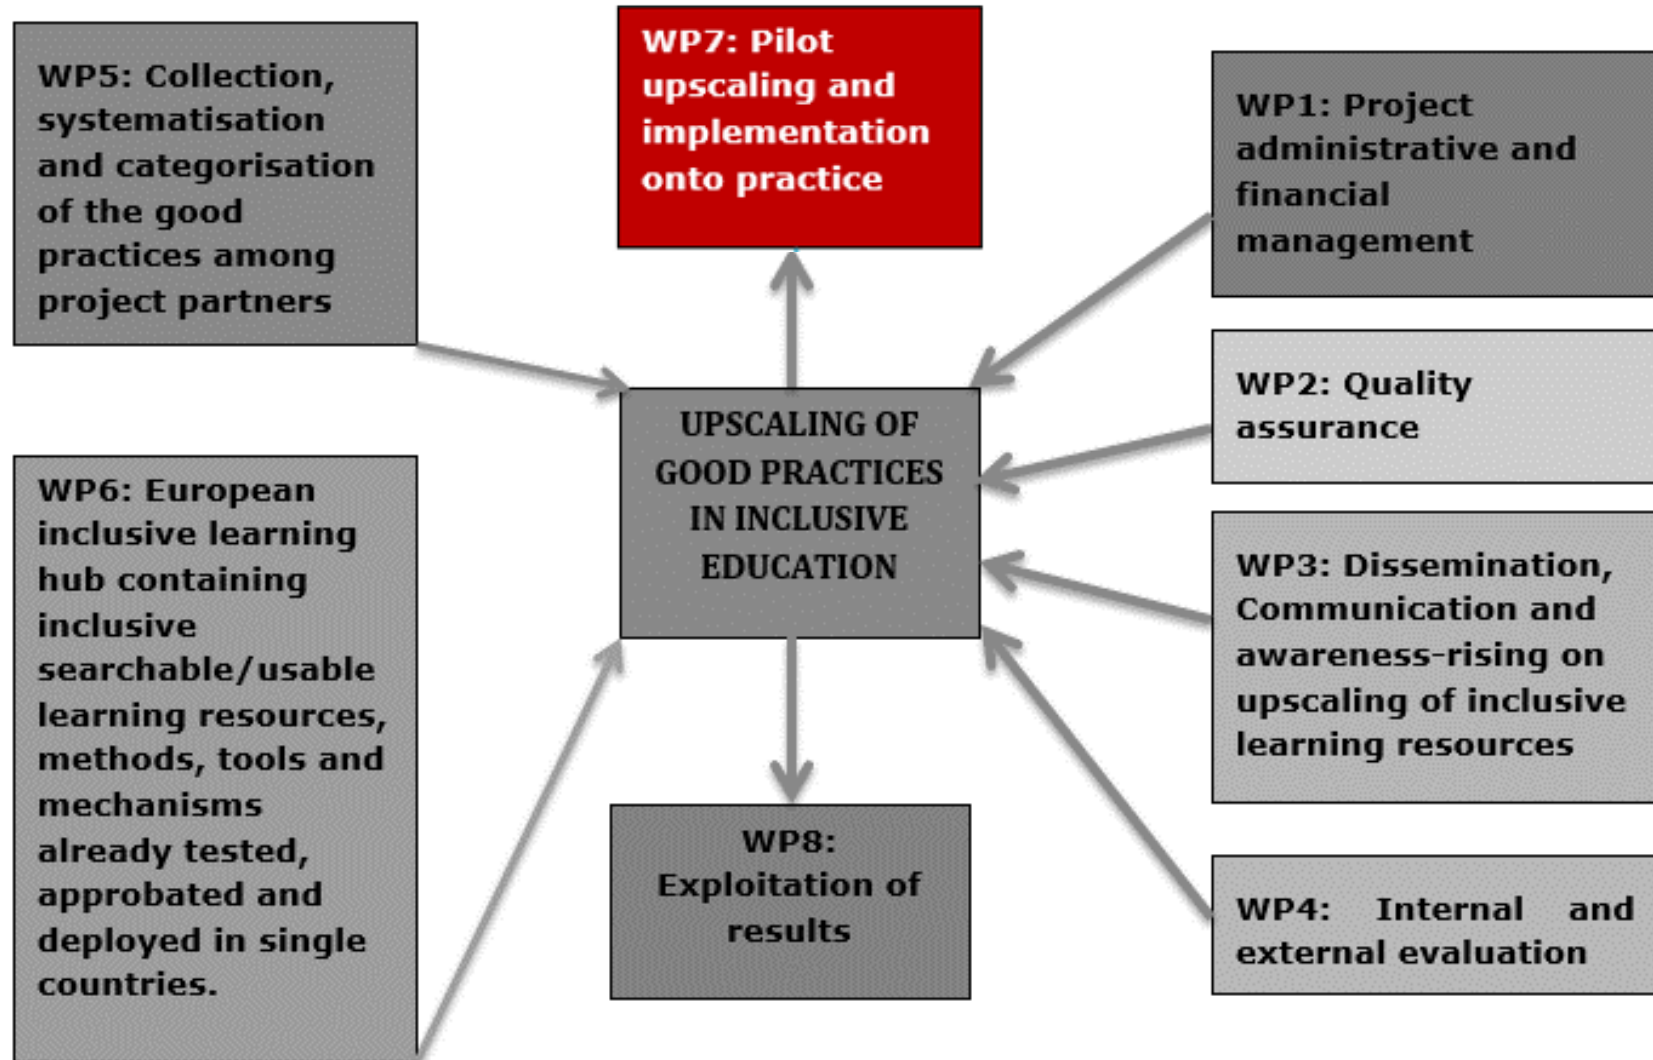 WP5: Collection,
systematisation
and categorisation
of the good
practices among
project partners
WP6: European
inclusive learning
hub containing
inclusive
searchable/usable
learning resources,
methods, tools and
mechanisms
already tested,
approbated and
deployed in single
countries.
WP7: Pilot
upscaling and
implementation
onto practice
UPSCALING OF
GOOD PRACTICES
IN INCLUSIVE
EDUCATION
WP8:
Exploitation of
results
WP1: Project
administrative and
financial
management
WP2: Quality
assurance
WP3: Dissemination,
Communication and
awareness-rising on
upscaling of inclusive
learning resources
WP4: Internal and
external evaluation